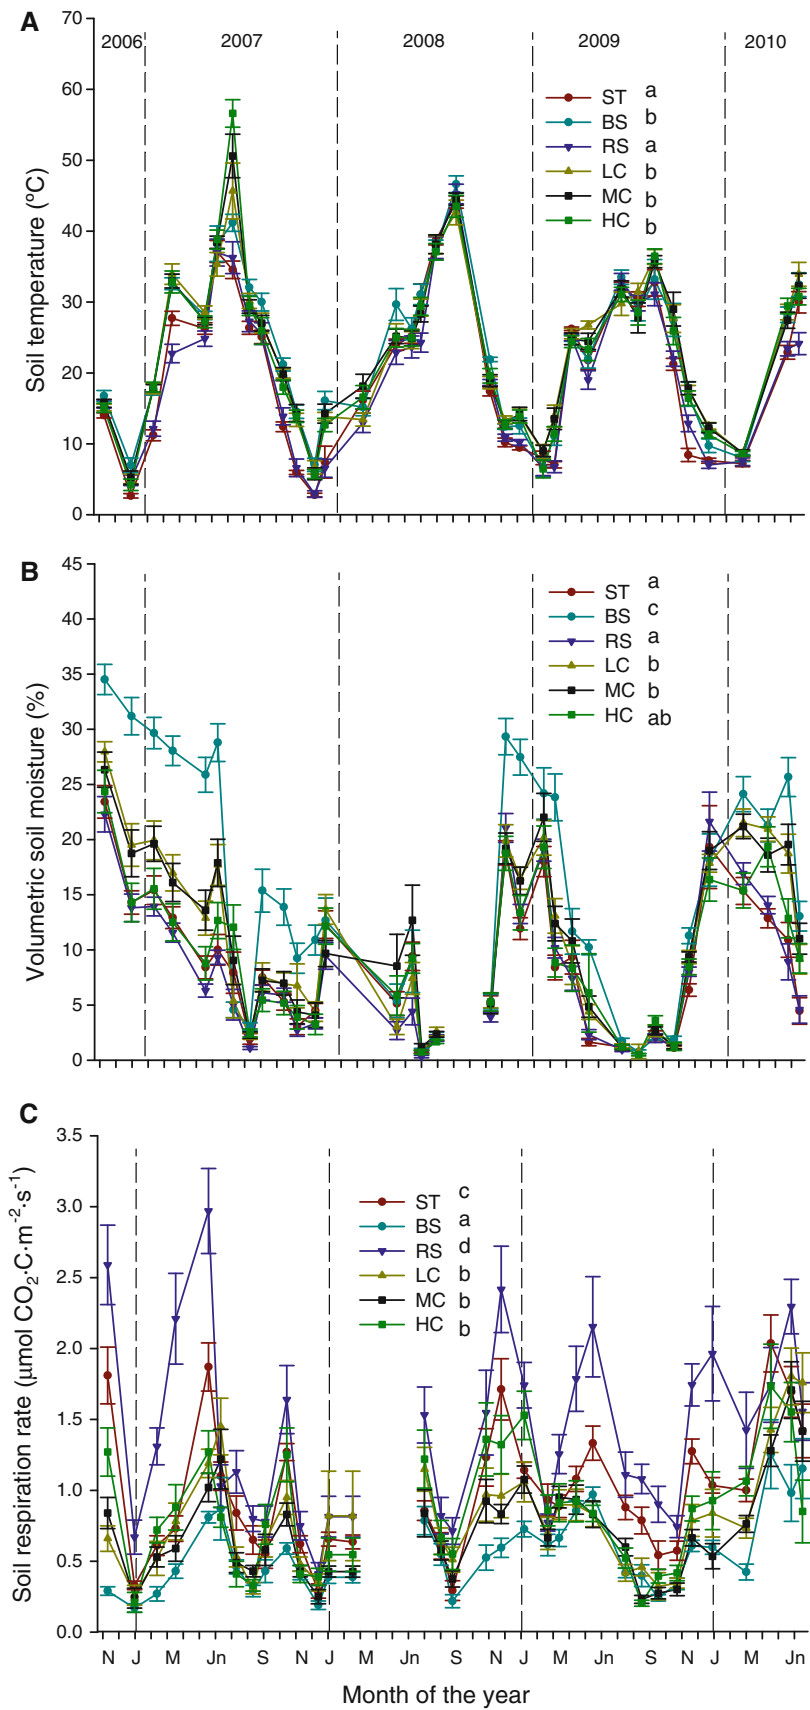 A
70
60
50
40
30
20
10
0
Soil temperature (ºC)
2006
2007
2008
2009
2010
ST a
BS b
RS a
LC b
MC b
HC b
B
45
40
35
30
25
20
15
10
5
0
Volumetric soil moisture (%)
ST a
BS c
RS a
LC b
MC b
HC ab
C
3.5
3.0
2.5
2.0
1.5
1.0
0.5
0.0
Soil respiration rate (µmol CO₂·C·m⁻²·s⁻¹)
ST c
BS a
RS d
LC b
MC b
HC b
N J M Jn S N J M Jn S N J M Jn S N J M Jn
Month of the year